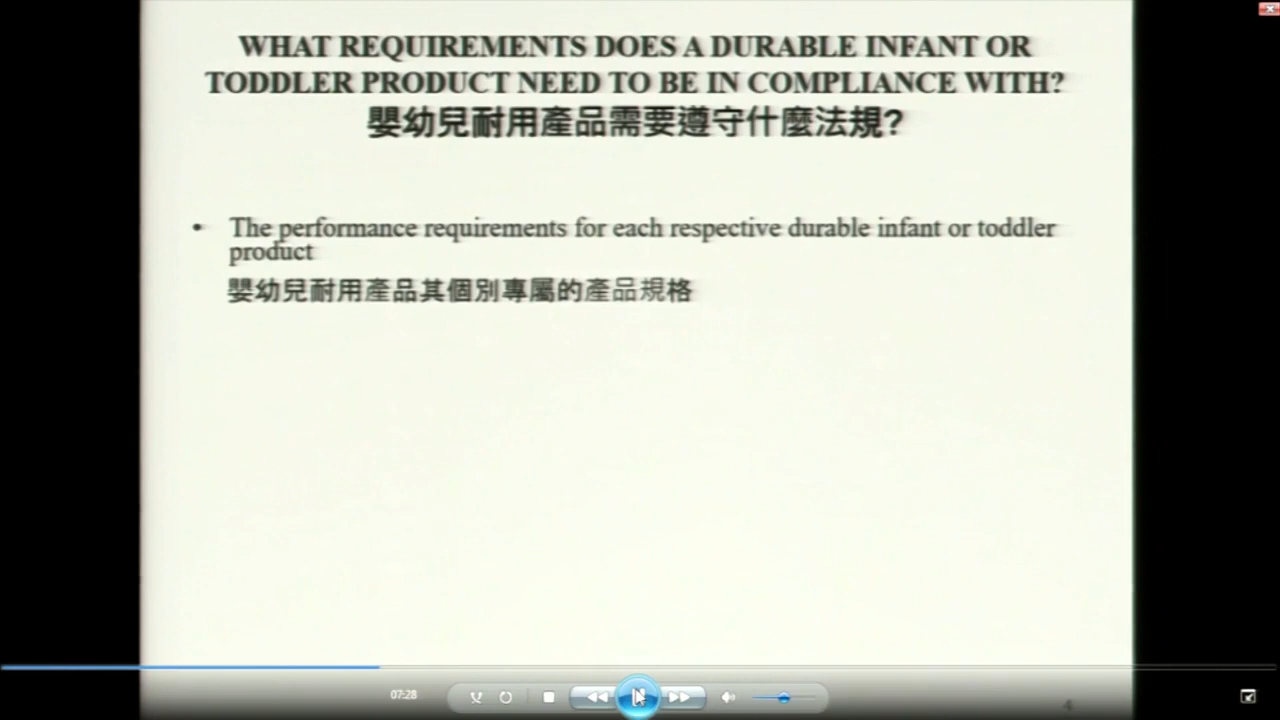 WHAT REQUIREMENTS DOES A DURABLE INFANT OR
TODDLER PRODUCT NEED TO BE IN COMPLIANCE WITH?
嬰幼兒耐用產品需要遵守什麼法規?
• The performance requirements for each respective durable infant or toddler
product
嬰幼兒耐用產品其個別專屬的產品規格
07:28
4